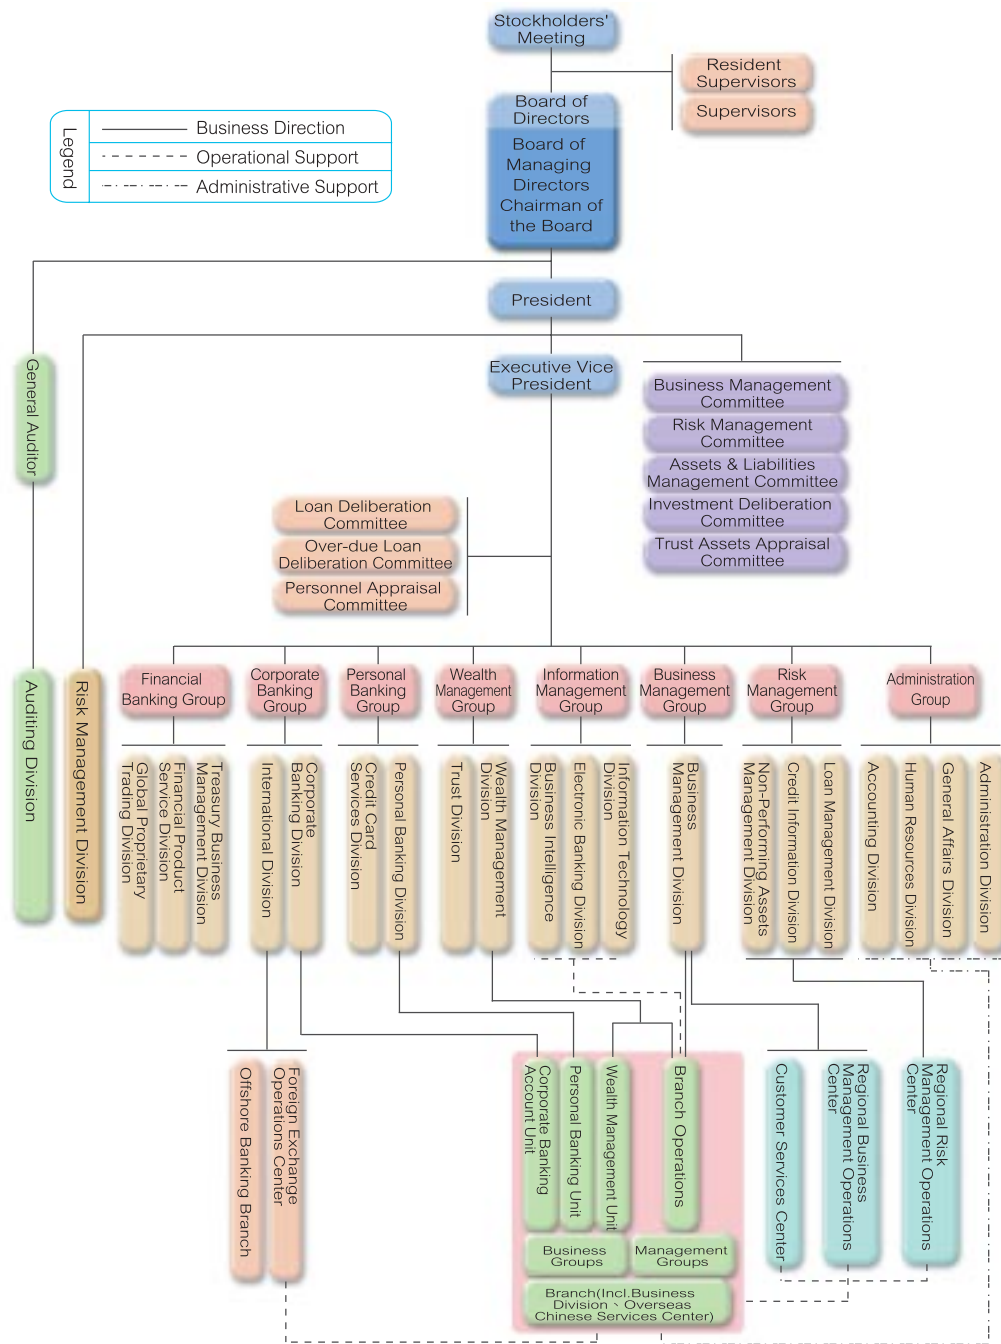 Stockholders'
Meeting
Resident
Supervisors
Supervisors
Legend
Business Direction
Operational Support
Administrative Support
Board of
Directors
Board of
Managing
Directors
Chairman of
the Board
President
General Auditor
Executive Vice
President
Business Management
Committee
Risk Management
Committee
Assets & Liabilities
Management Committee
Investment Deliberation
Committee
Trust Assets Appraisal
Committee
Loan Deliberation
Committee
Over-due Loan
Deliberation Committee
Personnel Appraisal
Committee
Auditing Division
Risk Management Division
Financial
Banking Group
Corporate
Banking
Group
Personal
Banking
Group
Wealth
Management
Group
Information
Management
Group
Business
Management
Group
Risk
Management
Group
Administration
Group
Global Proprietary
Trading Division
Financial Product
Service Division
Treasury Business
Management Division
International Division
Corporate
Banking Division
Credit Card
Services Division
Personal Banking Division
Trust Division
Wealth Management
Division
Business Intelligence
Division
Electronic Banking Division
Information Technology
Division
Business
Management Division
Non-Performing Assets
Management Division
Credit Information Division
Loan Management Division
Accounting Division
Human Resources Division
General Affairs Division
Administration Division
Offshore Banking Branch
Foreign Exchange
Operations Center
Corporate Banking
Account Unit
Personal Banking Unit
Wealth Management Unit
Branch Operations
Customer Services Center
Regional Business
Management Operations
Center
Regional Risk
Management Operations
Center
Business
Groups
Management
Groups
Branch(Incl.Business
Division、Overseas
Chinese Services Center)